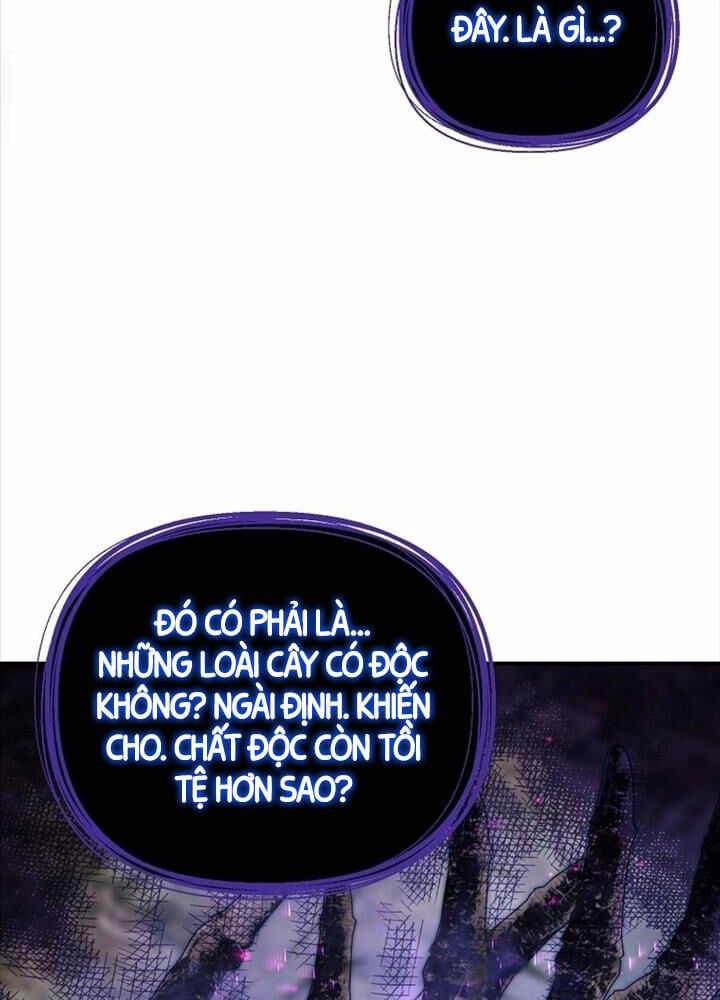 ĐÂY. LÀ GÌ...?
ĐÓ CÓ PHẢI LÀ...
NHỮNG LOÀI CÂY CÓ ĐỘC
KHÔNG? NGÀI ĐỊNH. KHIẾN
CHO. CHẤT ĐỘC CÒN TỒI
TỆ HƠN SAO?